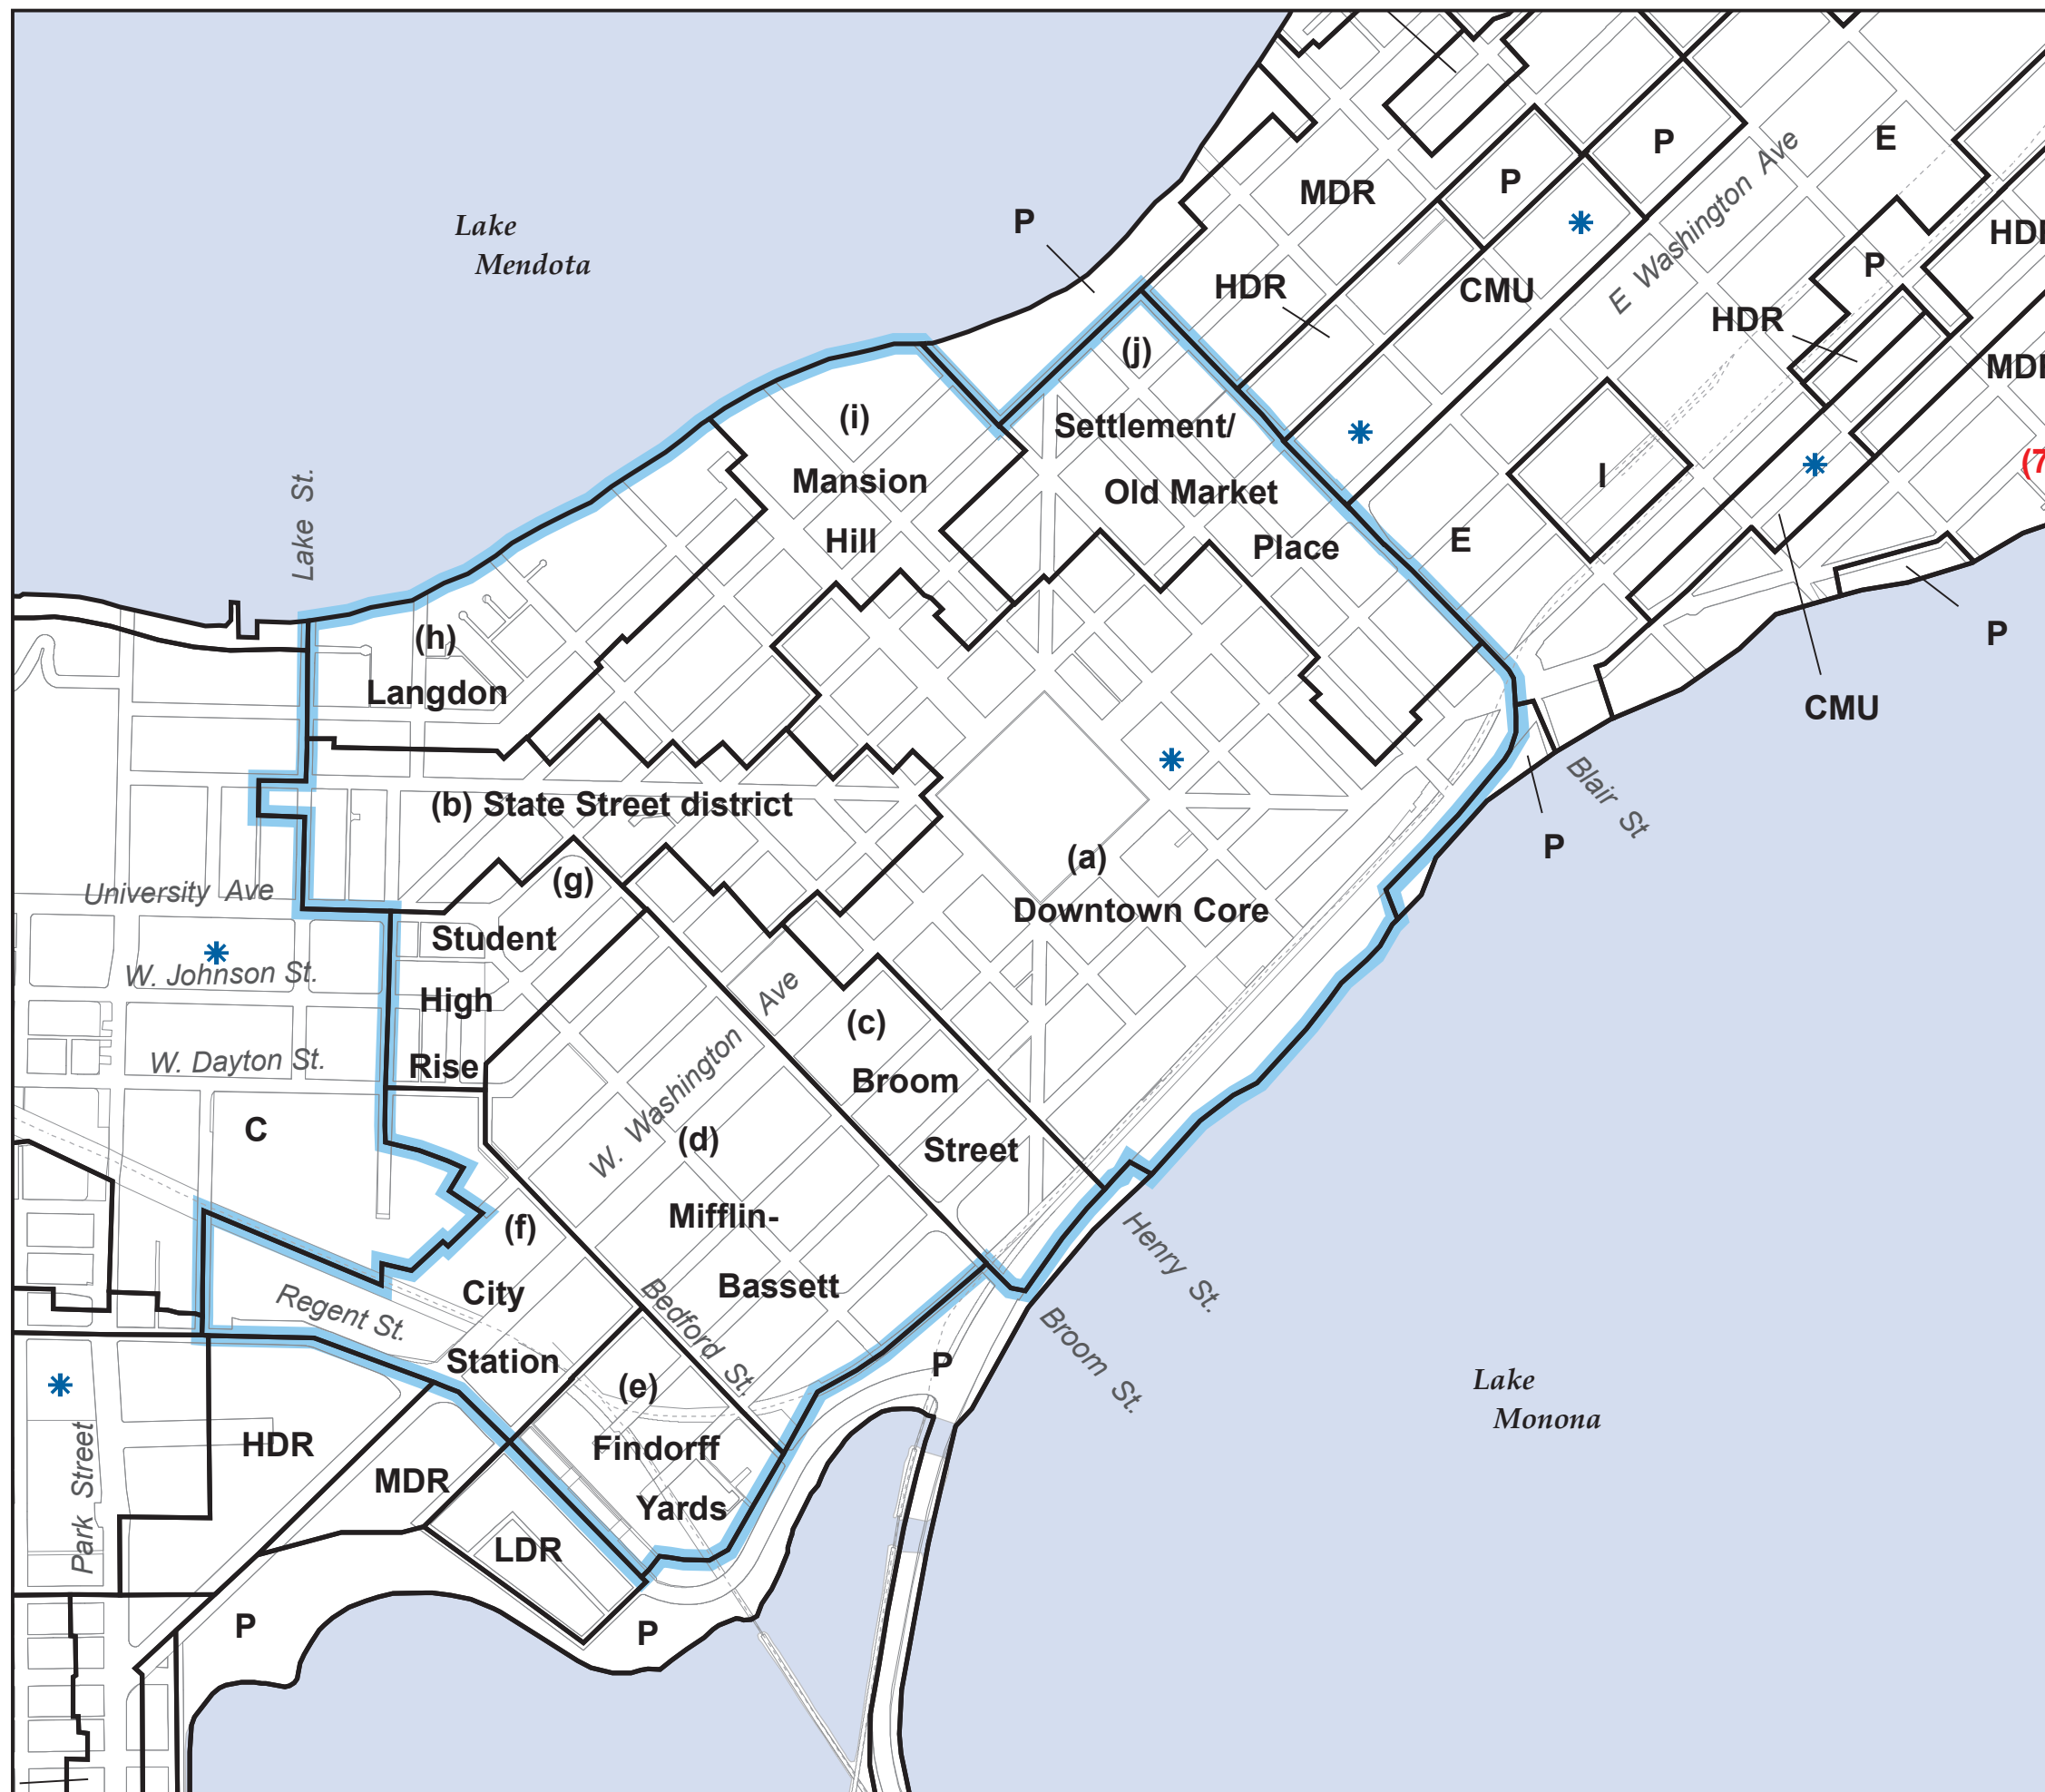 Lake
Mendota
P
MDR
P
P
E
E Washington Ave
HDR
CMU
P
HDR
(j)
Settlement/
Old Market
Place
(i)
Mansion
Hill
I
E
P
CMU
Lake St.
(h)
Langdon
(b) State Street district
(a)
Downtown Core
P
Blair St
University Ave
(g)
Student
High
Rise
W. Johnson St.
W. Dayton St.
C
W. Washington Ave
(c)
Broom
Street
(d)
Mifflin-
Bassett
(f)
City
Station
Regent St.
Bedford St.
Henry St.
Broom St.
P
(e)
Findorff
Yards
Lake
Monona
HDR
MDR
LDR
Park Street
P
P